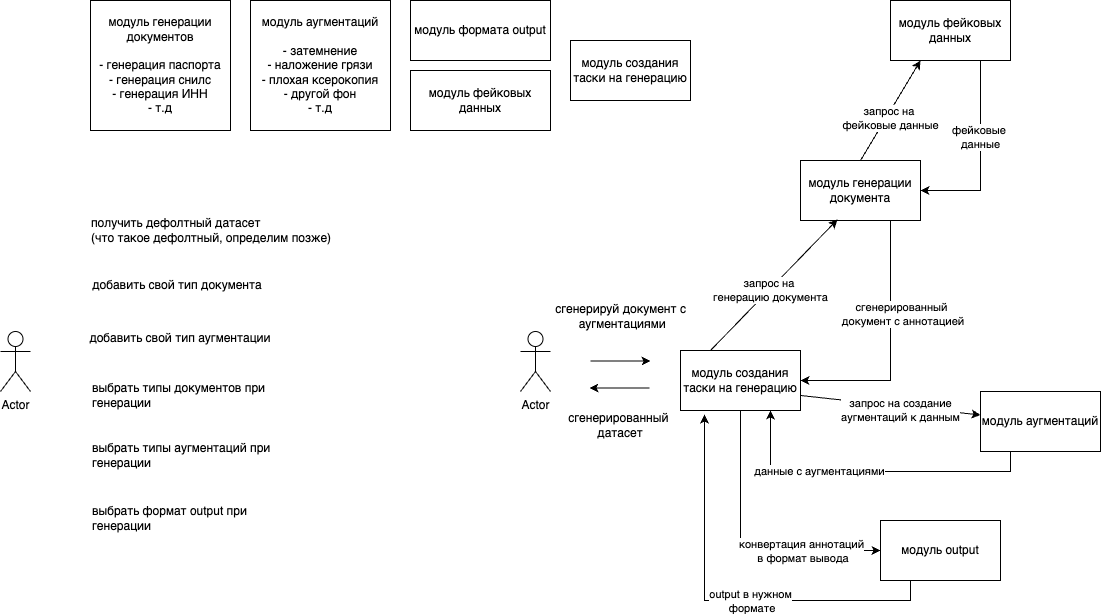 модуль генерации
документов
- генерация паспорта
- генерация снилс
- генерация ИНН
- т.д
модуль аугментаций
- затемнение
- наложение грязи
- плохая ксерокопия
- другой фон
- т.д
модуль формата output
модуль фейковых
данных
модуль создания
таски на генерацию
получить дефолтный датасет
(что такое дефолтный, определим позже)
добавить свой тип документа
добавить свой тип аугментации
выбрать типы документов при
генерации
выбрать типы аугментаций при
генерации
выбрать формат output при
генерации
Actor
модуль фейковых
данных
запрос на
фейковые данные
фейковые
данные
модуль генерации
документа
запрос на
генерацию документа
сгенерированный
документ с аннотацией
сгенерируй документ с
аугментациями
Actor
сгенерированный
датасет
модуль создания
таски на генерацию
запрос на создание
аугментаций к данным
модуль аугментаций
данные с аугментациями
конвертация аннотаций
в формат вывода
модуль output
output в нужном
формате